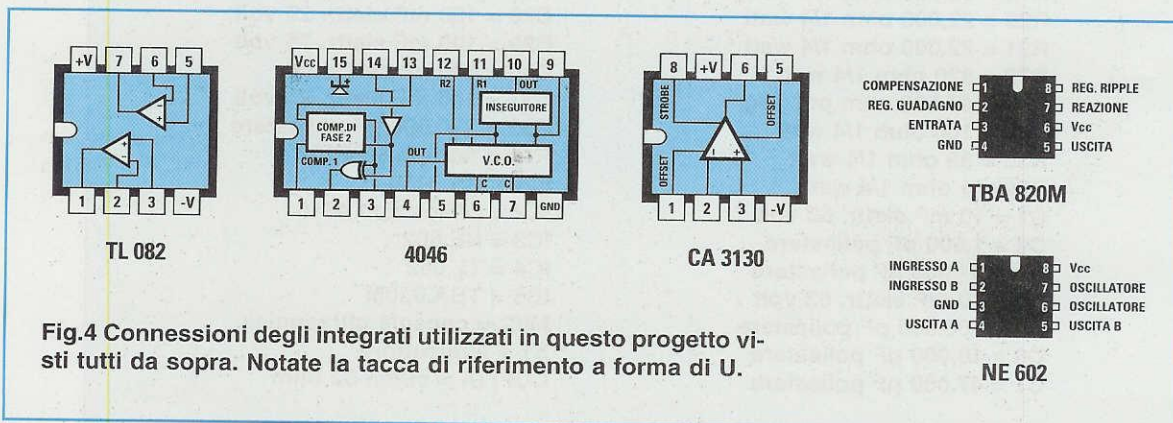 +V 7 6 5
1 2 3 -V
TL 082
Vcc 15 14 13 12 11 10 9
R2 R1 OUT
INSEGUITORE
COMP. DI
FASE 2
COMP. 1
OUT
V.C.O.
C C
1 2 3 4 5 6 7 GND
4046
8 +V 6 5
STROBE
OFFSET
OFFSET
1 2 3 -V
CA 3130
COMPENSAZIONE 1 8 REG. RIPPLE
REG. GUADAGNO 2 7 REAZIONE
ENTRATA 3 6 Vcc
GND 4 5 USCITA
TBA 820M
INGRESSO A 1 8 Vcc
INGRESSO B 2 7 OSCILLATORE
GND 3 6 OSCILLATORE
USCITA A 4 5 USCITA B
NE 602
Fig.4 Connessioni degli integrati utilizzati in questo progetto vi-
sti tutti da sopra. Notate la tacca di riferimento a forma di U.